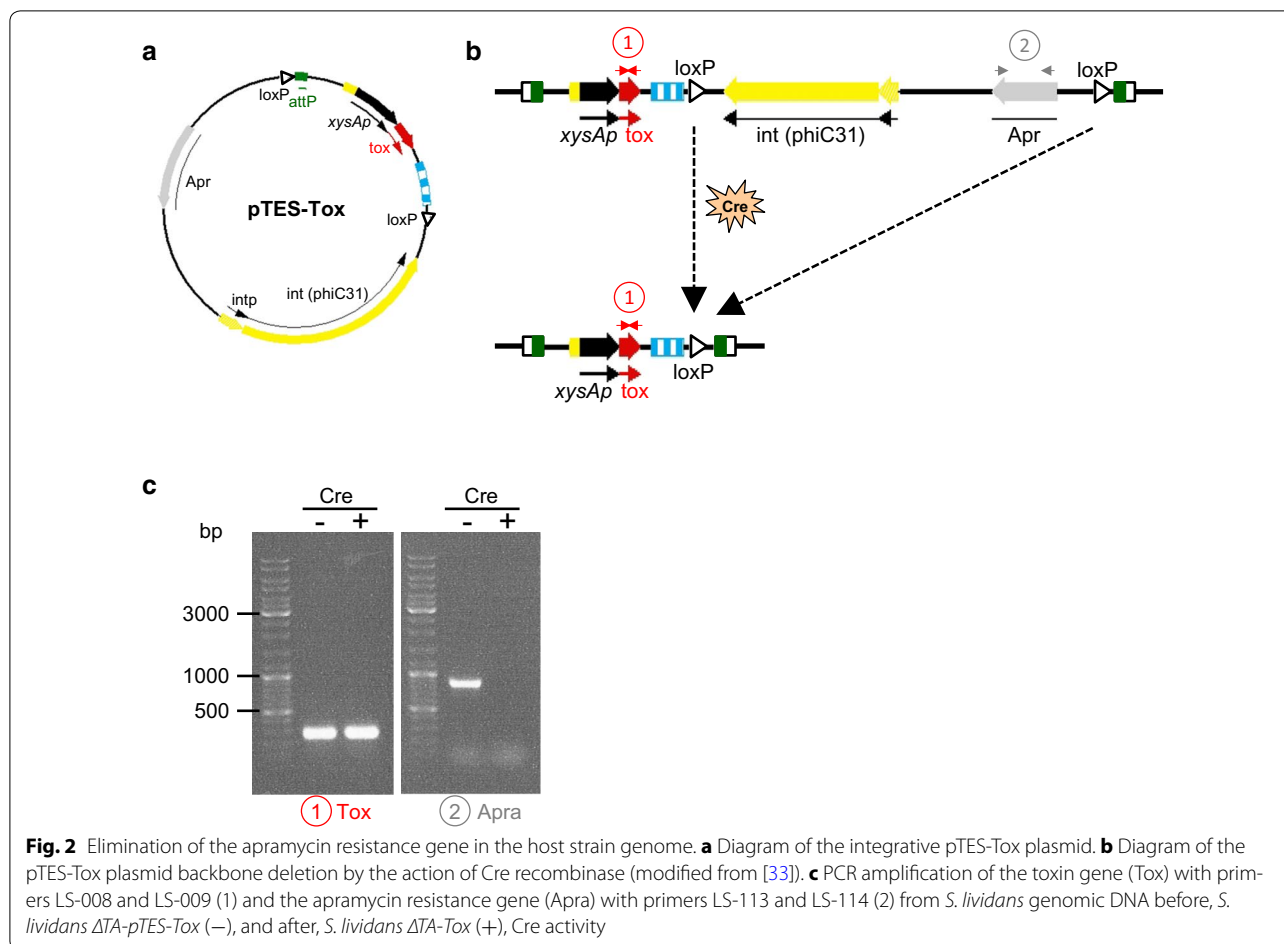 a
loxP
attP
xysAp
tox
Apr
pTES-Tox
loxP
intp
int (phiC31)
b
1
2
loxP
loxP
xysAp tox
int (phiC31)
Apr
Cre
1
loxP
xysAp tox
c
Cre
Cre
bp
- +
- +
3000
1000
500
1 Tox
2 Apra
Fig. 2 Elimination of the apramycin resistance gene in the host strain genome. a Diagram of the integrative pTES-Tox plasmid. b Diagram of the
pTES-Tox plasmid backbone deletion by the action of Cre recombinase (modified from [33]). c PCR amplification of the toxin gene (Tox) with prim-
ers LS-008 and LS-009 (1) and the apramycin resistance gene (Apra) with primers LS-113 and LS-114 (2) from S. lividans genomic DNA before, S.
lividans ΔTA-pTES-Tox (−), and after, S. lividans ΔTA-Tox (+), Cre activity